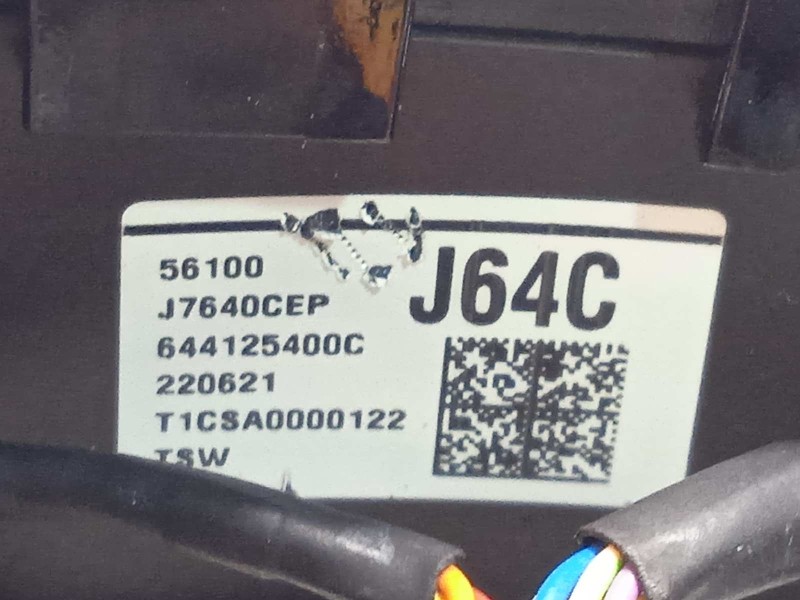 56100
J64C
J7640CEP
644125400C
220621
T1CSA0000122
TSW